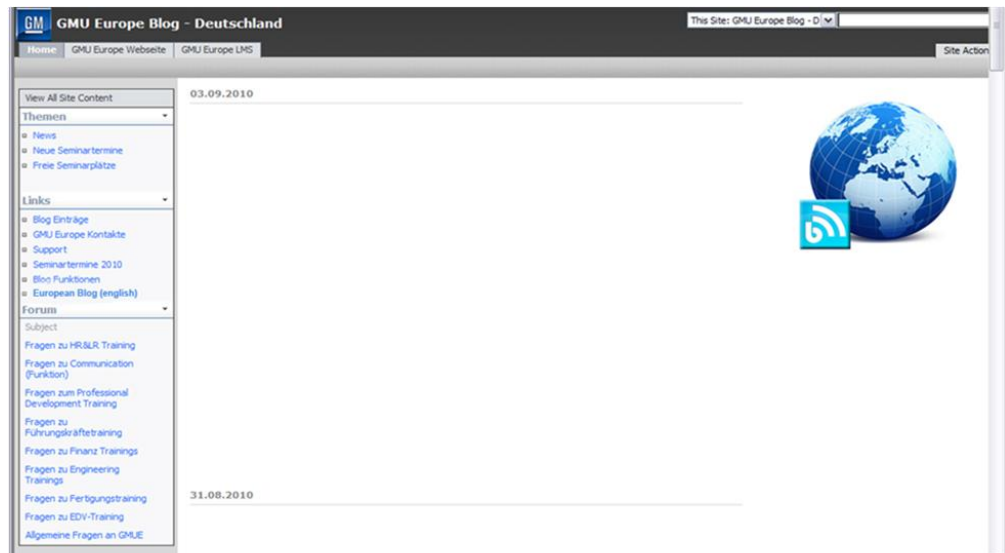 GM GMU Europe Blog - Deutschland
This Site: GMU Europe Blog - D
Home
GMU Europe Webseite
GMU Europe LMS
Site Action
View All Site Content
03.09.2010
Themen
News
Neue Seminartermine
Freie Seminarplätze
Links
Blog Einträge
GMU Europe Kontakte
Support
Seminartermine 2010
Blog Funktionen
European Blog (english)
Forum
Subject
Fragen zu HR&LR Training
Fragen zu Communication
(Funktion)
Fragen zum Professional
Development Training
Fragen zu
Führungskräftetraining
Fragen zu Finanz Trainings
Fragen zu Engineering
Trainings
Fragen zu Fertigungstraining
Fragen zu EDV-Training
Allgemeine Fragen an GMUE
31.08.2010